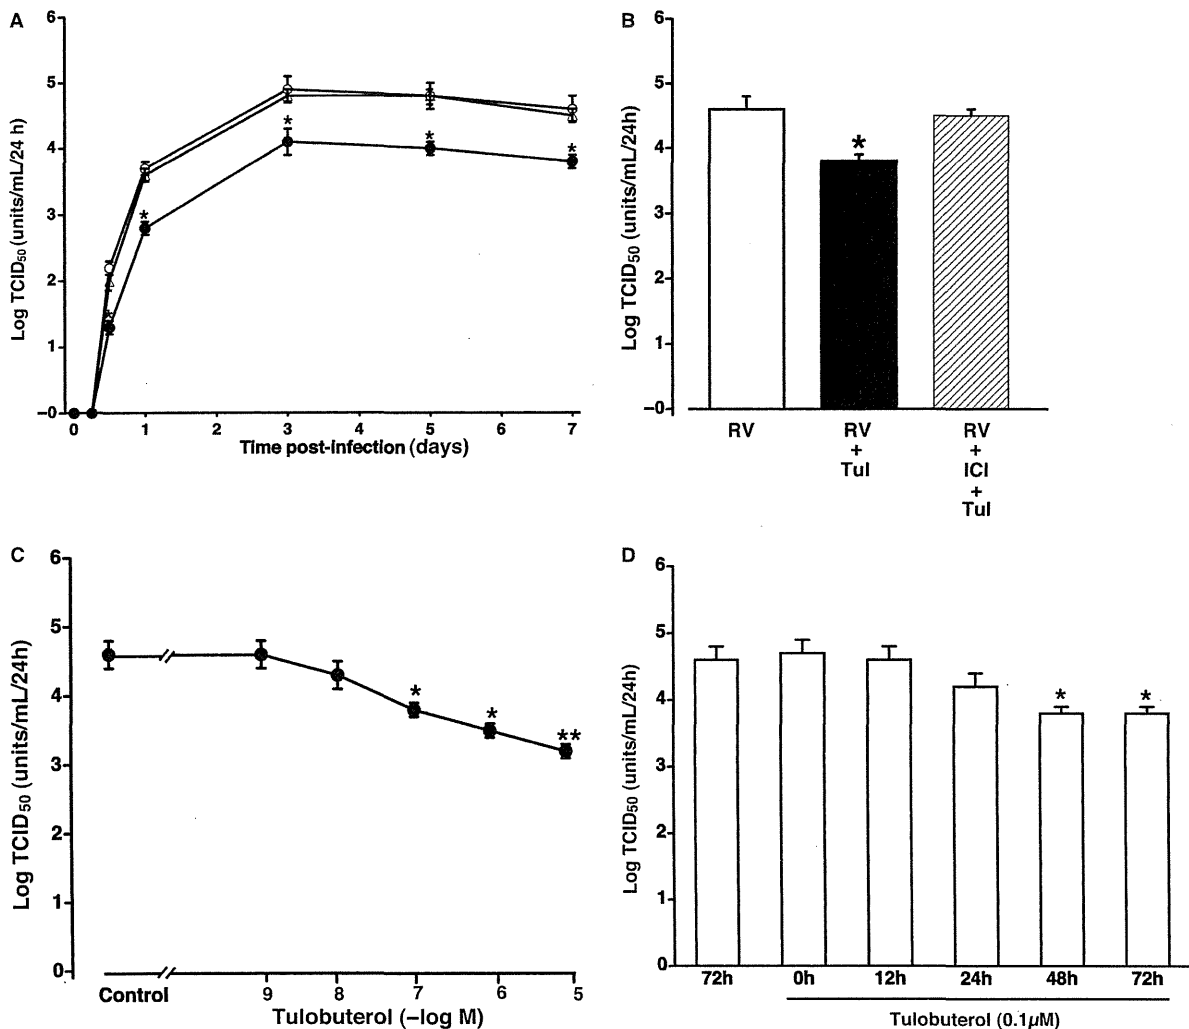 A
6
5
4
3
2
1
–0
Log TCID50 (units/mL/24 h)
* * * * *
0 1 2 3 4 5 6 7
Time post-infection (days)
B
6
5
4
3
2
1
–0
Log TCID50 (units/mL/24h)
*
RV RV RV
+ +
Tul ICI
+
Tul
C
6
5
4
3
2
1
0
Log TCID50 (units/mL/24h)
* * **
Control 9 8 7 6 5
Tulobuterol (–log M)
D
6
5
4
3
2
1
0
Log TCID50 (units/mL/24h)
* *
72h 0h 12h 24h 48h 72h
Tulobuterol (0.1µM)